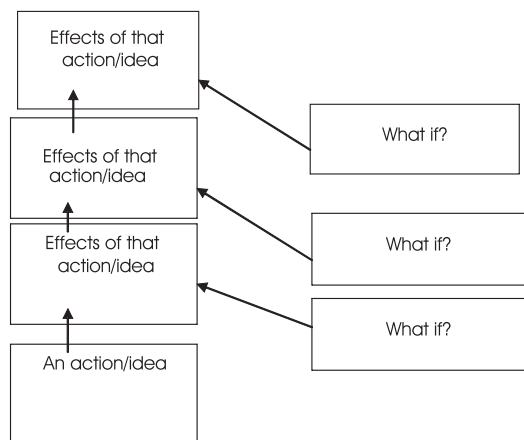 Effects of that
action/idea
What if?
Effects of that
action/idea
What if?
Effects of that
action/idea
What if?
An action/idea